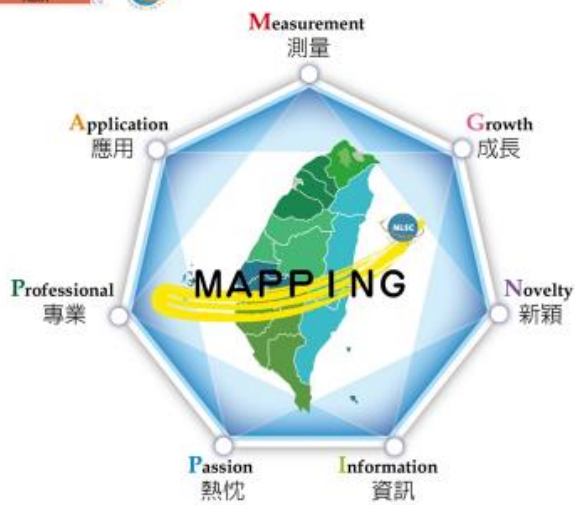 Measurement
測量
Application
應用
Growth
成長
NLSC
MAPPING
Professional
專業
Novelty
新穎
Passion
熱忱
Information
資訊